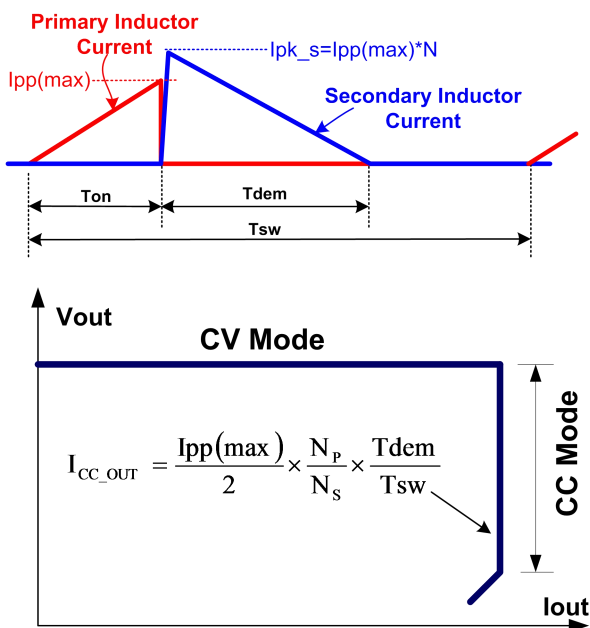 Primary Inductor
Current
Ipk_s=Ipp(max)*N
Ipp(max)
Secondary Inductor
Current
Ton
Tdem
Tsw
Vout
CV Mode
I_CC_OUT = Ipp(max)/2 × N_P/N_S × Tdem/Tsw
CC Mode
Iout